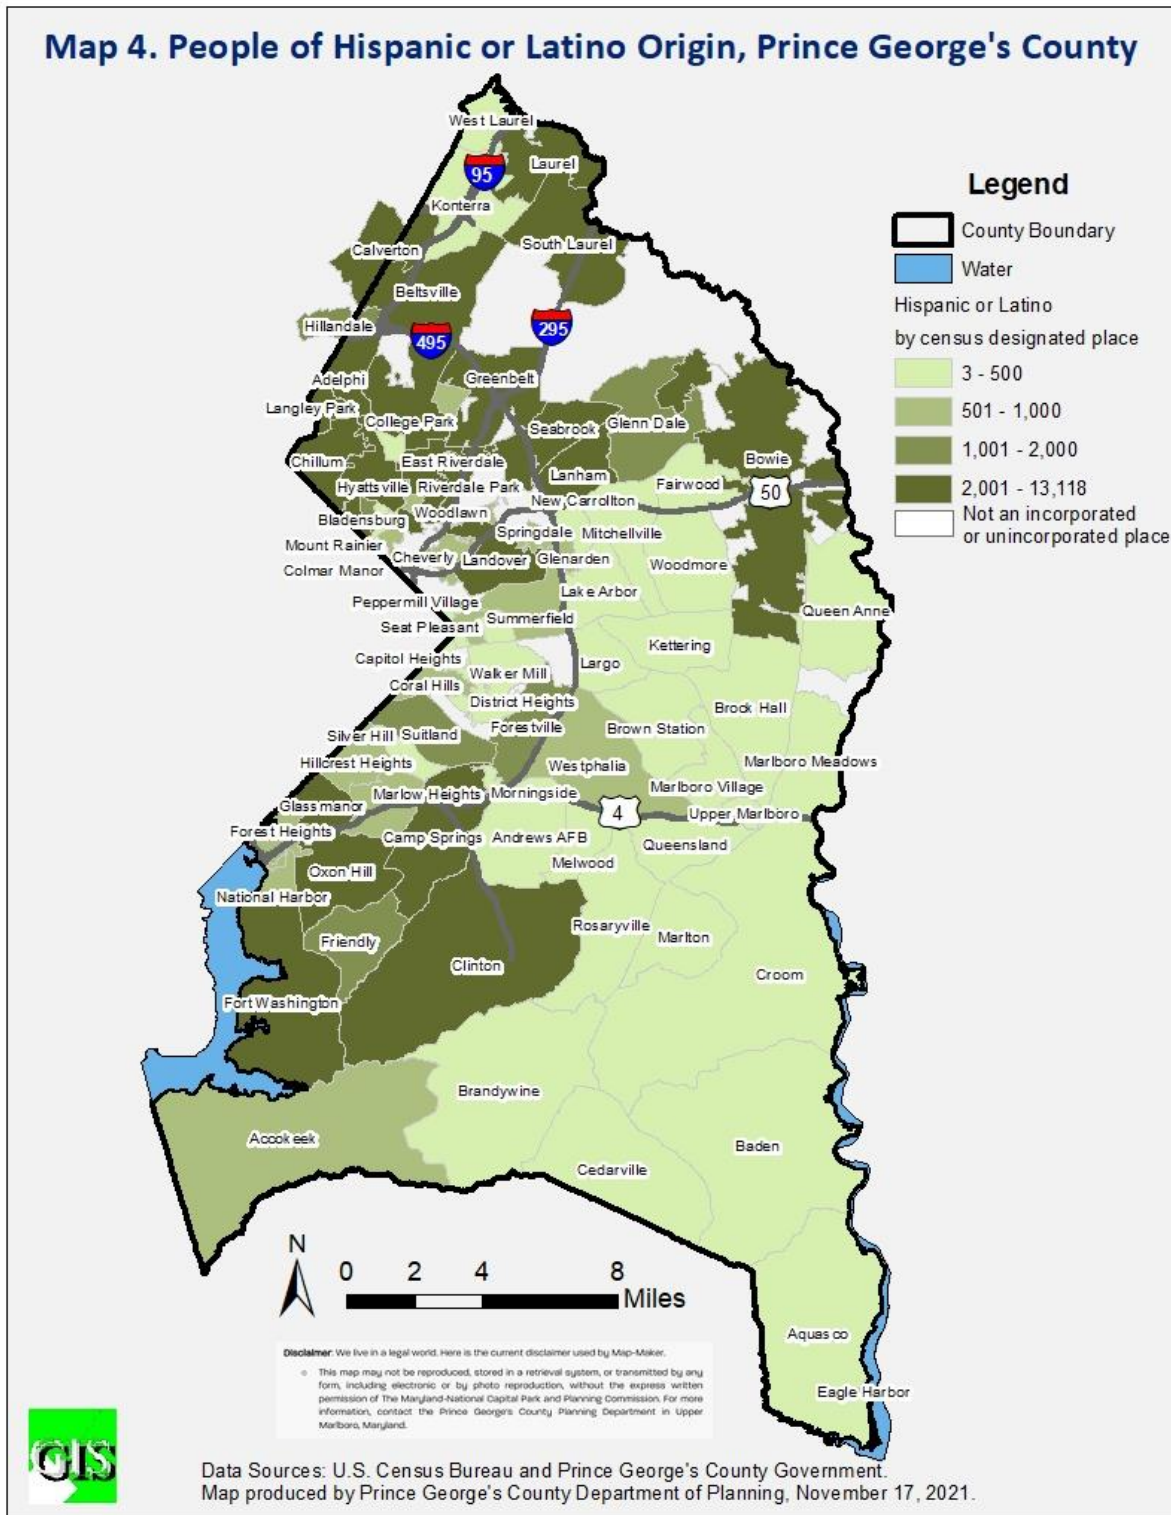 Map 4. People of Hispanic or Latino Origin, Prince George's County
West Laurel
Laurel
95
Konterra
South Laurel
Calverton
Beltsville
Hillandale
495
295
Adelphi
Greenbelt
Langley Park
College Park
Seabrook
Glenn Dale
Chillum
East Riverdale
Lanham
Bowie
Hyattsville
Riverdale Park
New Carrollton
Fairwood
50
Bladensburg
Woodlawn
Springdale
Mitchellville
Mount Rainier
Cheverly
Landover
Glenarden
Woodmore
Colmar Manor
Lake Arbor
Peppermill Village
Summerfield
Queen Anne
Seat Pleasant
Kettering
Capitol Heights
Walker Mill
Largo
Coral Hills
District Heights
Brock Hall
Silver Hill
Suitland
Forestville
Brown Station
Hillcrest Heights
Westphalia
Marlboro Meadows
Glassmanor
Marlow Heights
Morningside
Marlboro Village
4
Upper Marlboro
Forest Heights
Camp Springs
Andrews AFB
Queensland
Melwood
Oxon Hill
National Harbor
Rosaryville
Marlton
Friendly
Clinton
Croom
Fort Washington
Brandywine
Accokeek
Baden
Cedarville
Aquasco
Eagle Harbor
Legend
County Boundary
Water
Hispanic or Latino
by census designated place
3 - 500
501 - 1,000
1,001 - 2,000
2,001 - 13,118
Not an incorporated
or unincorporated place
N
0 2 4 8
Miles
Disclaimer: We live in a legal world. Here is the current disclaimer used by Map-Maker.
o This map may not be reproduced, stored in a retrieval system, or transmitted by any
form, including electronic or by photo reproduction, without the express written
permission of The Maryland-National Capital Park and Planning Commission. For more
information, contact the Prince George's County Planning Department in Upper
Marlboro, Maryland.
GIS
Data Sources: U.S. Census Bureau and Prince George's County Government.
Map produced by Prince George's County Department of Planning, November 17, 2021.